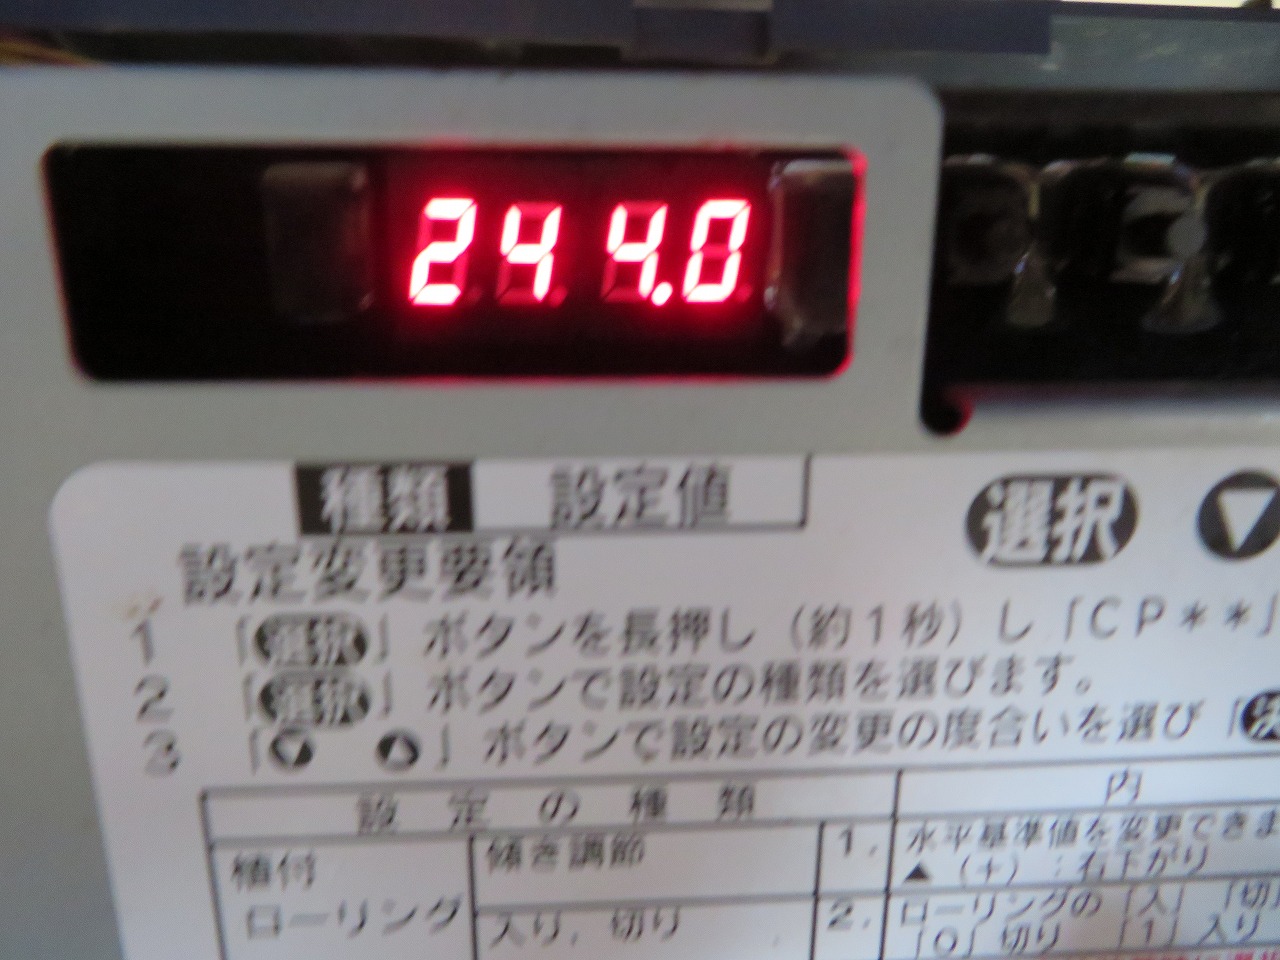 244.0
種類 設定値
選択 ▽
設定変更要領
1 「選択」ボタンを長押し（約1秒）し「CP＊＊」
2 「選択」ボタンで設定の種類を選びます。
3 「▽ △」ボタンで設定の変更の度合いを選び「
設定の種類 内
植付 傾き調節 1. 水平基準値を変更できま
▲（+）：右下がり
ローリング 入り、切り 2. ローリングの「入」「切」
「0」切り 「1」入り